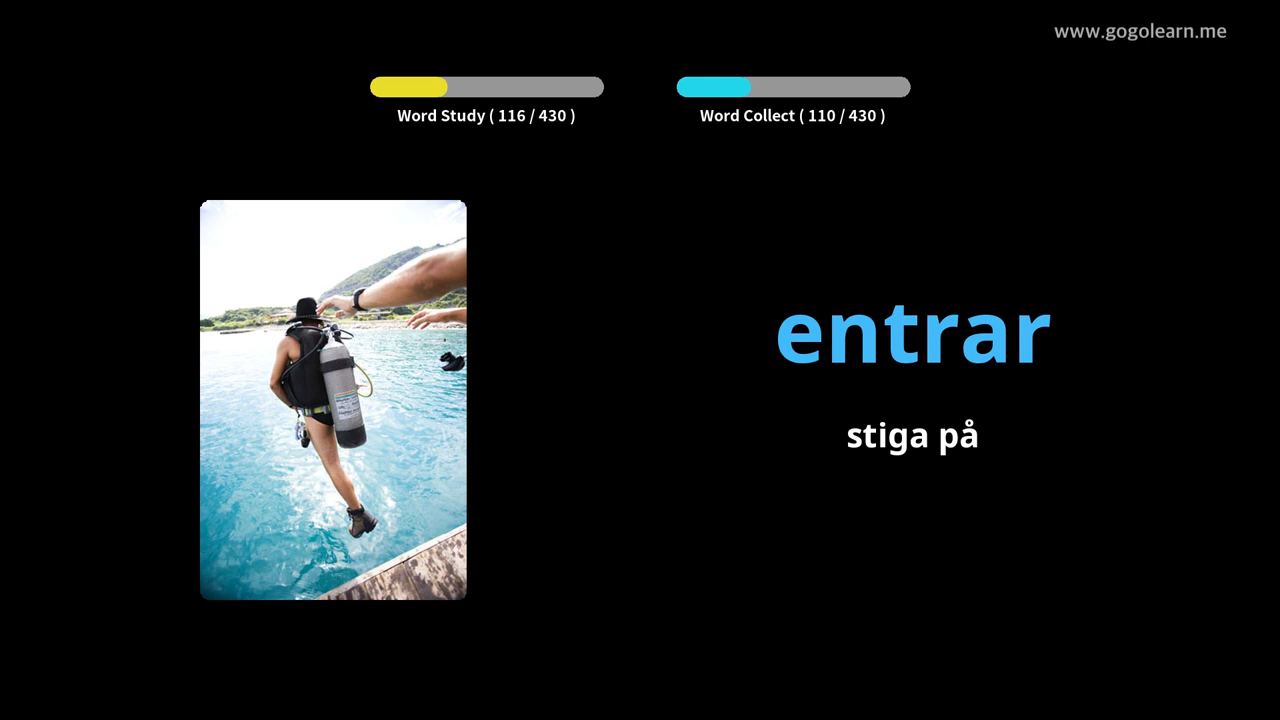 www.gogolearn.me
Word Study ( 116 / 430 )
Word Collect ( 110 / 430 )
entrar
stiga på